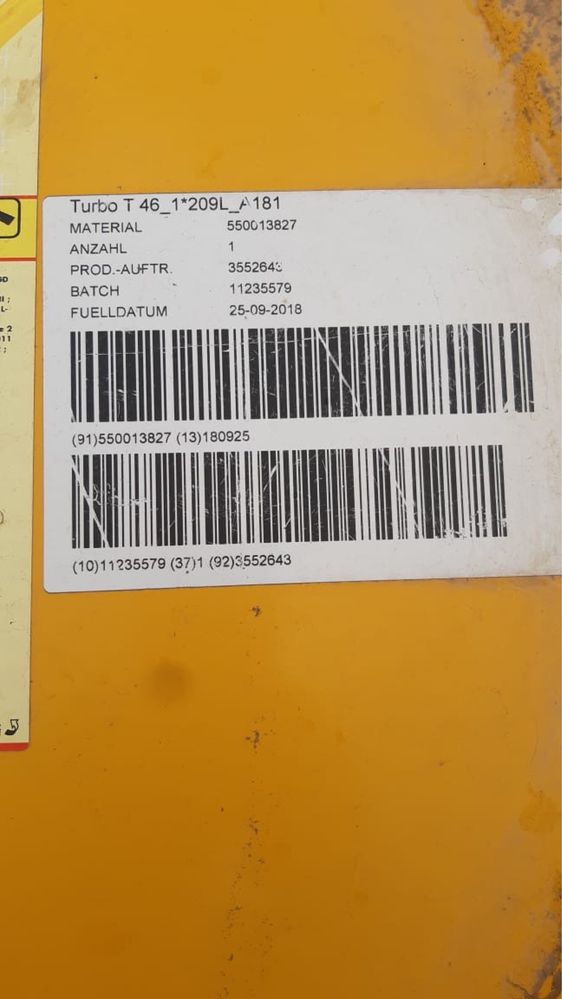 Turbo T 46_1*209L_A181
MATERIAL 550013827
ANZAHL 1
PROD.-AUFTR. 3552643
BATCH 11235579
FUELLDATUM 25-09-2018
(91)550013827 (13)180925
(10)11235579 (37)1 (92)3552643